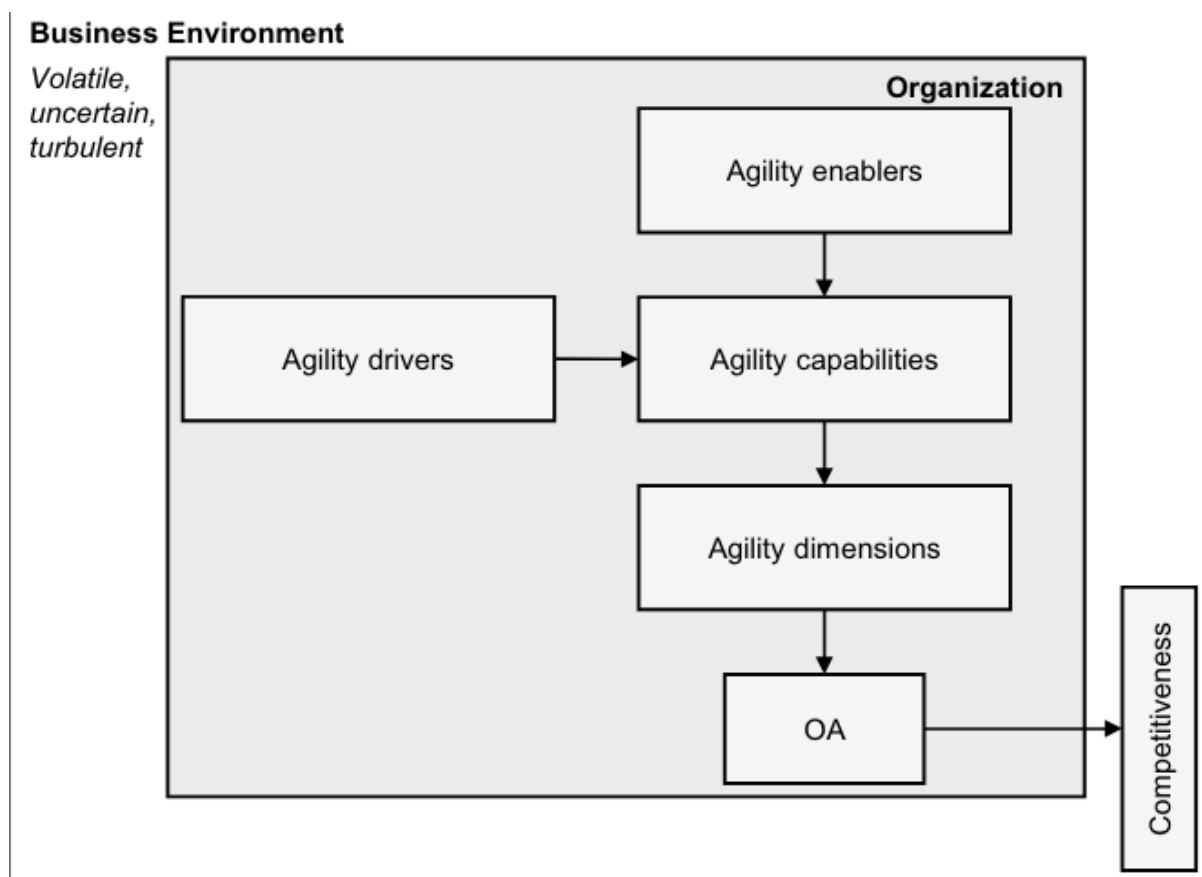 Business Environment
Volatile,
uncertain,
turbulent
Organization
Agility enablers
Agility drivers
Agility capabilities
Agility dimensions
OA
Competitiveness